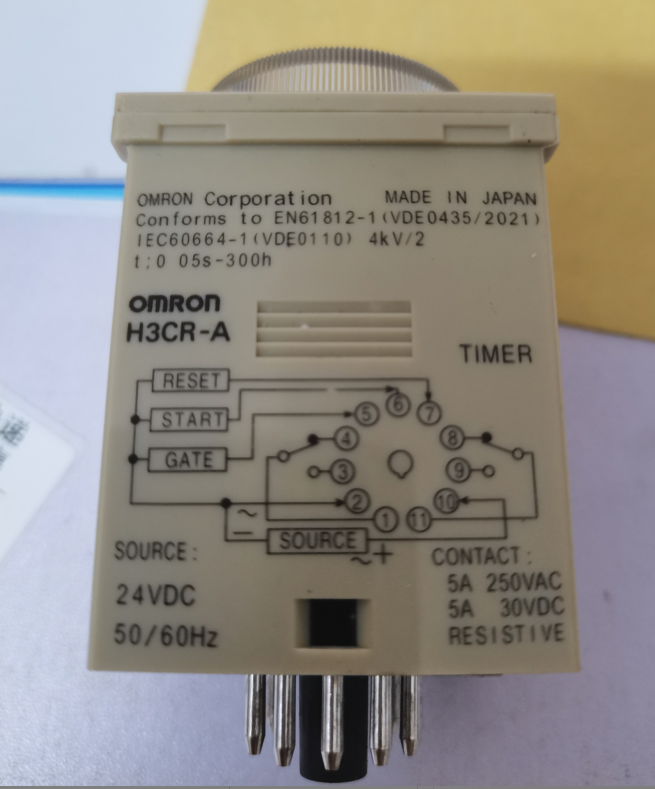 OMRON Corporation MADE IN JAPAN
Conforms to EN61812-1(VDE0435/2021)
IEC60664-1(VDE0110) 4kV/2
t;0 05s-300h
OMRON
H3CR-A
TIMER
RESET
START
GATE
5 6 7
4 8
3 9
2 10
1 11
~
−
SOURCE
~+
SOURCE:
24VDC
50/60Hz
CONTACT:
5A 250VAC
5A 30VDC
RESISTIVE